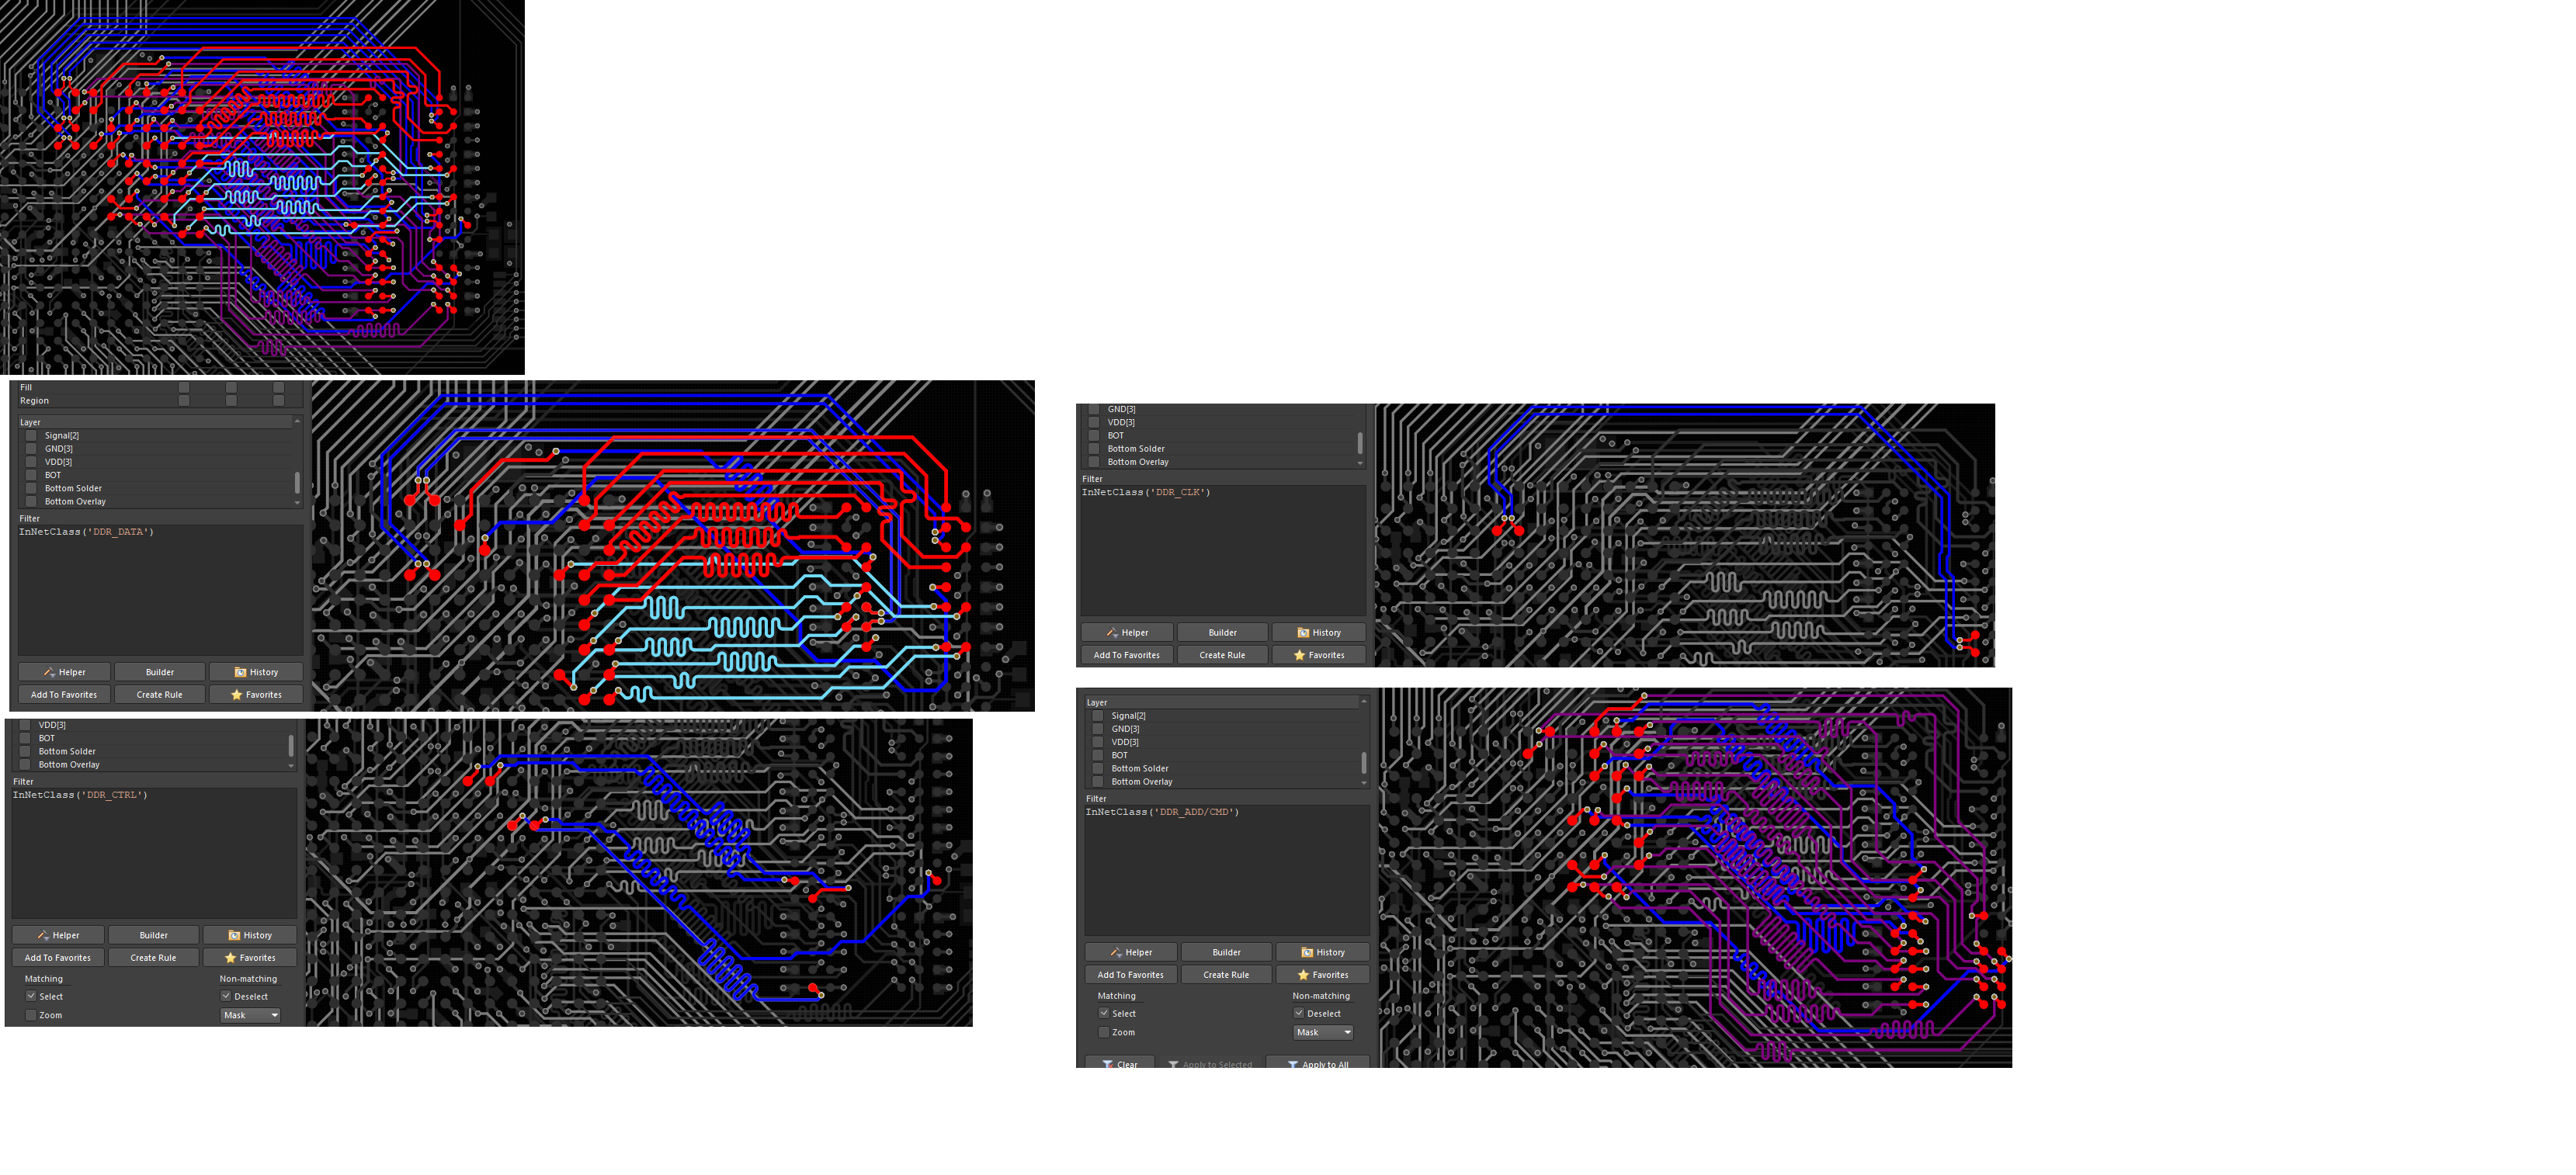 Fill
Region
Layer
Signal[2]
GND[3]
VDD[3]
BOT
Bottom Solder
Bottom Overlay
Filter
InNetClass('DDR_DATA')
Helper Builder History
Add To Favorites Create Rule Favorites
GND[3]
VDD[3]
BOT
Bottom Solder
Bottom Overlay
Filter
InNetClass('DDR_CLK')
Helper Builder History
Add To Favorites Create Rule Favorites
VDD[3]
BOT
Bottom Solder
Bottom Overlay
Filter
InNetClass('DDR_CTRL')
Helper Builder History
Add To Favorites Create Rule Favorites
Matching Non-matching
Select Deselect
Zoom Mask
Layer
Signal[2]
GND[3]
VDD[3]
BOT
Bottom Solder
Bottom Overlay
Filter
InNetClass('DDR_ADD/CMD')
Helper Builder History
Add To Favorites Create Rule Favorites
Matching Non-matching
Select Deselect
Zoom Mask
Clear Apply to Selected Apply to All